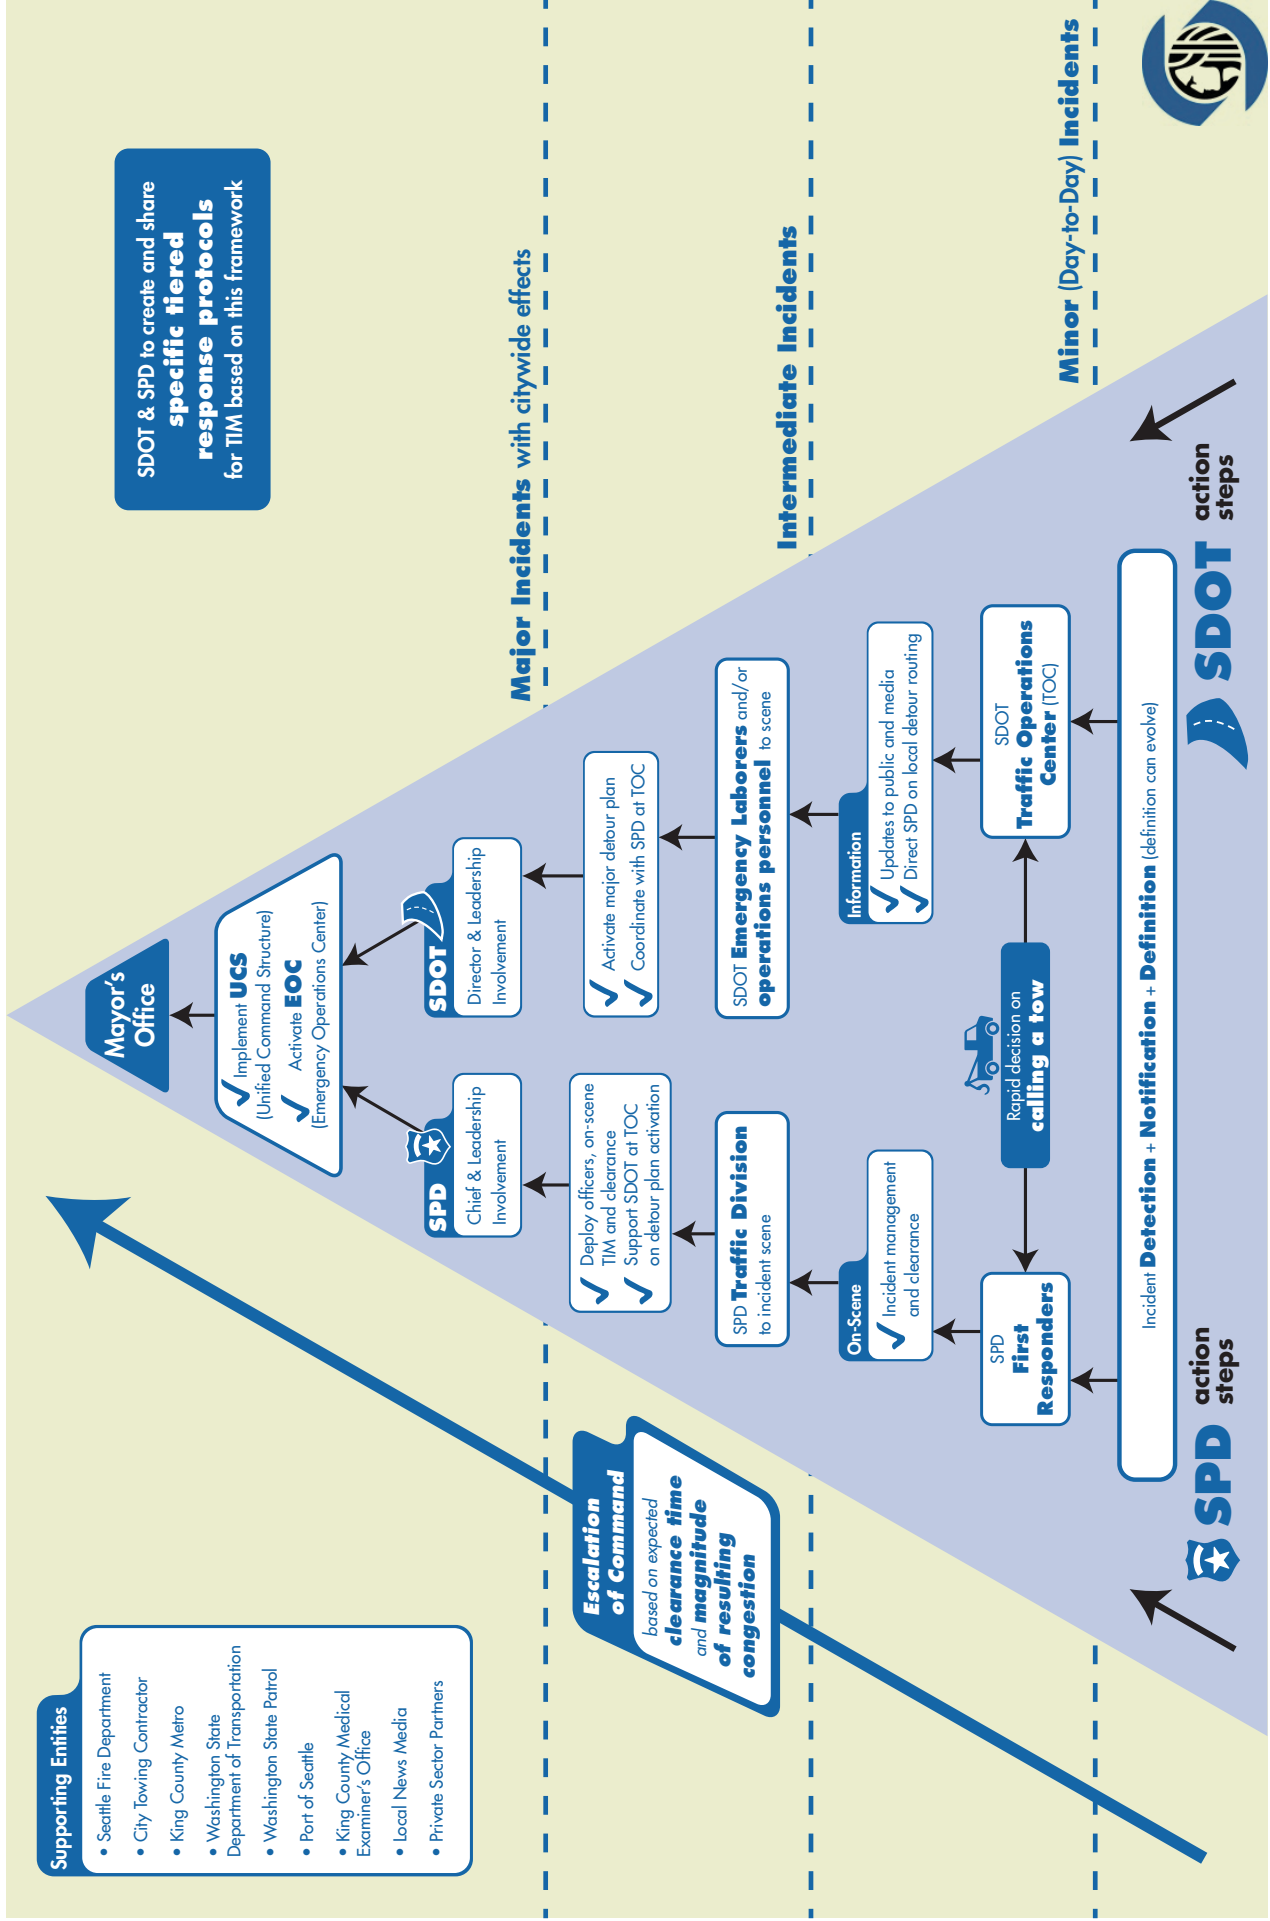 Supporting Entities
• Seattle Fire Department
• City Towing Contractor
• King County Metro
• Washington State
Department of Transportation
• Washington State Patrol
• Port of Seattle
• King County Medical
Examiner's Office
• Local News Media
• Private Sector Partners
Mayor's
Office
Implement UCS
(Unified Command Structure)
Activate EOC
(Emergency Operations Center)
SDOT & SPD to create and share
specific tiered
response protocols
for TIM based on this framework
SPD
Chief & Leadership
Involvement
SDOT
Director & Leadership
Involvement
Major Incidents with citywide effects
Escalation
of Command
based on expected
clearance time
and magnitude
of resulting
congestion
Deploy officers, on-scene
TIM and clearance
Support SDOT at TOC
on detour plan activation
Activate major detour plan
Coordinate with SPD at TOC
SPD Traffic Division
to incident scene
SDOT Emergency Laborers and/or
operations personnel to scene
Intermediate Incidents
On-Scene
Incident management
and clearance
Information
Updates to public and media
Direct SPD on local detour routing
SPD
First
Responders
Rapid decision on
calling a tow
SDOT
Traffic Operations
Center (TOC)
Minor (Day-to-Day) Incidents
Incident Detection + Notification + Definition (definition can evolve)
SPD action
steps
SDOT action
steps